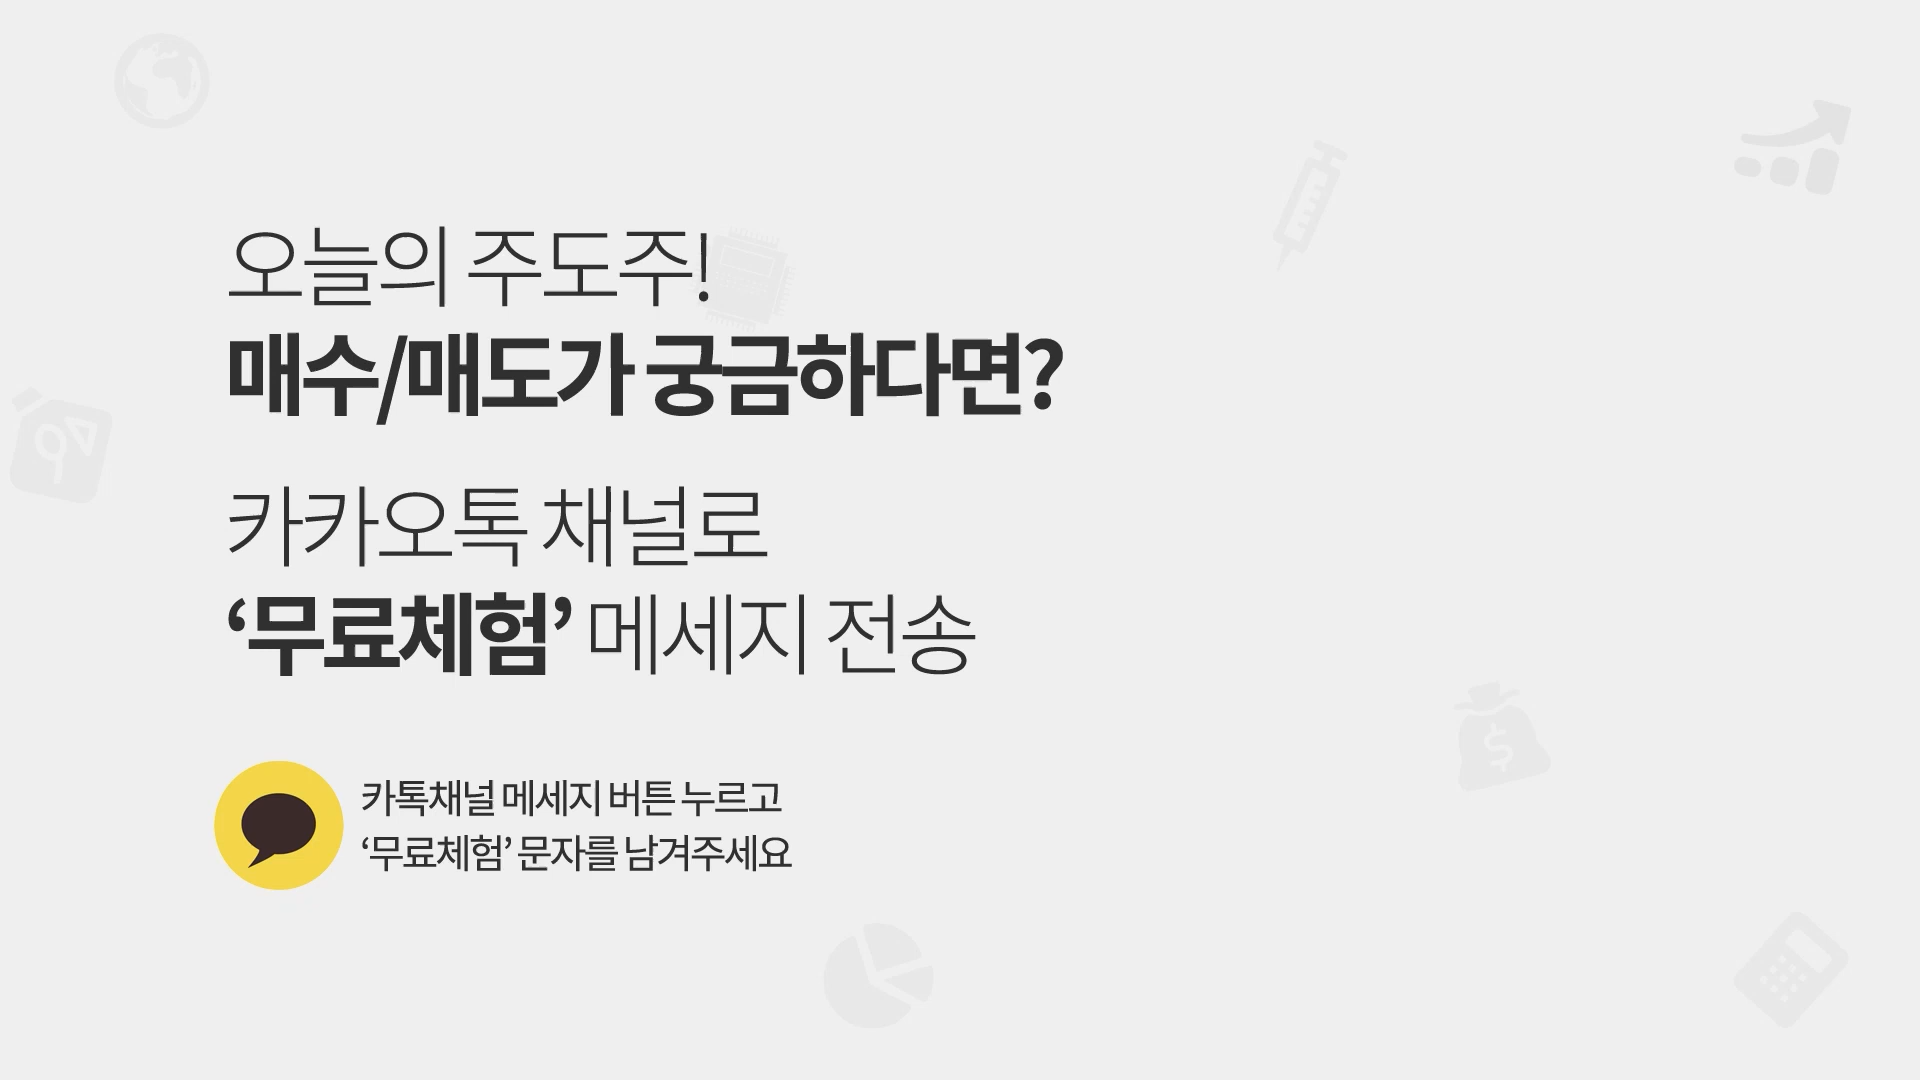 오늘의 주도주!
매수/매도가 궁금하다면?
카카오톡 채널로
‘무료체험’ 메세지 전송
카톡채널 메세지 버튼 누르고
‘무료체험’ 문자를 남겨주세요